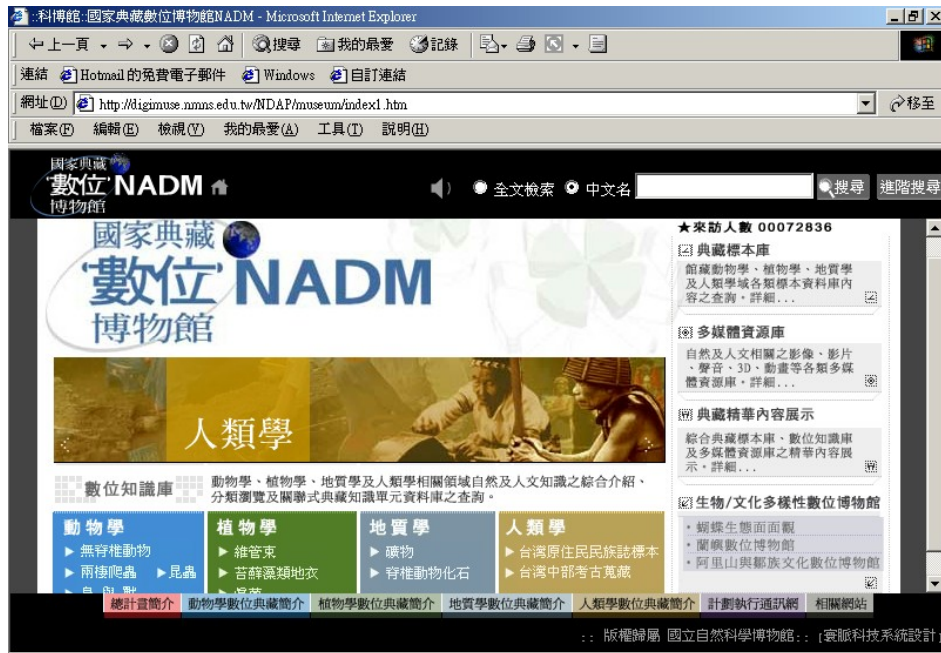 ::科博館::國家典藏數位博物館NADM - Microsoft Internet Explorer
上一頁 搜尋 我的最愛 記錄
連結 Hotmail 的免費電子郵件 Windows 自訂連結
網址(D) http://digimuse.nmns.edu.tw/NDAP/museum/index1.htm 移至
檔案(F) 編輯(E) 檢視(V) 我的最愛(A) 工具(T) 說明(H)
國家典藏
'數位'NADM
博物館
全文檢索 中文名 搜尋 進階搜尋
國家典藏
'數位'NADM
博物館
人類學
數位知識庫
動物學、植物學、地質學及人類學相關領域自然及人文知識之綜合介紹、
分類瀏覽及關聯式典藏知識單元資料庫之查詢。
動物學
無脊椎動物
兩棲爬蟲 昆蟲
植物學
維管束
苔蘚藻類地衣
地質學
礦物
脊椎動物化石
人類學
台灣原住民民族誌標本
台灣中部考古蒐藏
★來訪人數 00072836
典藏標本庫
館藏動物學、植物學、地質學
及人類學域各類標本資料庫內
容之查詢。詳細...
多媒體資源庫
自然及人文相關之影像、影片
、聲音、3D、動畫等各類多媒
體資源庫。詳細...
典藏精華內容展示
綜合典藏標本庫、數位知識庫
及多媒體資源庫之精華內容展
示。詳細...
生物/文化多樣性數位博物館
・蝴蝶生態面面觀
・蘭嶼數位博物館
・阿里山與鄒族文化數位博物館
總計畫簡介 動物學數位典藏簡介 植物學數位典藏簡介 地質學數位典藏簡介 人類學數位典藏簡介 計劃執行通訊網 相關網站
:: 版權歸屬 國立自然科學博物館:: [寰脈科技系統設計]